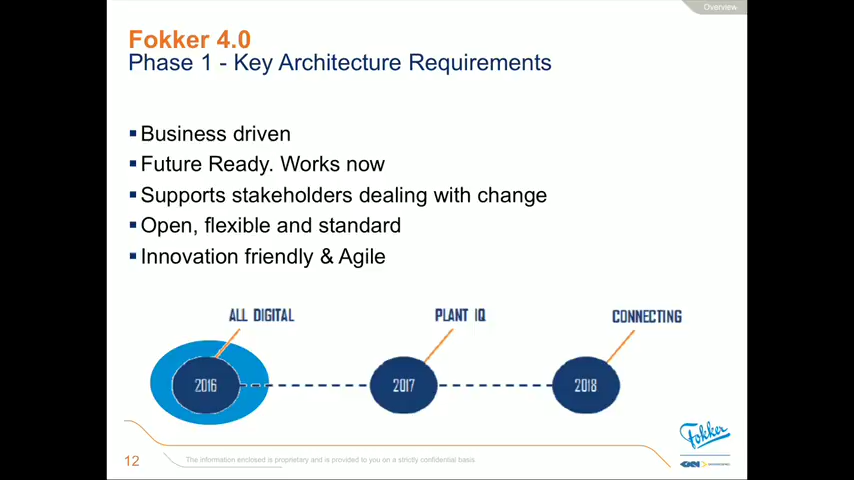 Overview
Fokker 4.0
Phase 1 - Key Architecture Requirements
Business driven
Future Ready. Works now
Supports stakeholders dealing with change
Open, flexible and standard
Innovation friendly & Agile
ALL DIGITAL
PLANT IQ
CONNECTING
2016
2017
2018
Fokker
12
The information enclosed is proprietary and is provided to you on a strictly confidential basis.
GKN